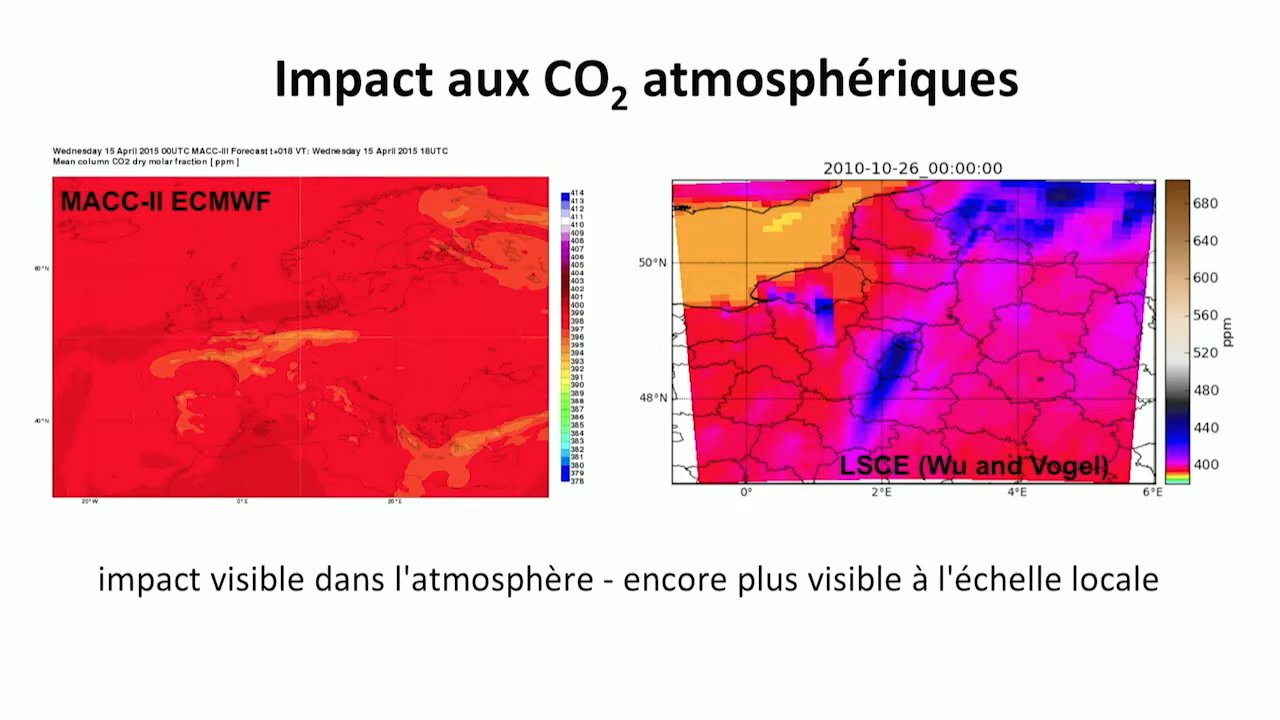 Impact aux CO2 atmosphériques
Wednesday 15 April 2015 00UTC MACC-III Forecast t+018 VT: Wednesday 15 April 2015 18UTC
Mean column CO2 dry molar fraction [ ppm ]
MACC-II ECMWF
414
413
412
411
410
409
408
407
406
405
404
403
402
401
400
399
398
397
396
395
394
393
392
391
390
389
388
387
386
385
384
383
382
381
380
379
378
60°N
40°N
20°W
0°E
20°E
2010-10-26_00:00:00
50°N
48°N
LSCE (Wu and Vogel)
0°
2°E
4°E
6°E
680
640
600
560
520
480
440
400
ppm
impact visible dans l'atmosphère - encore plus visible à l'échelle locale